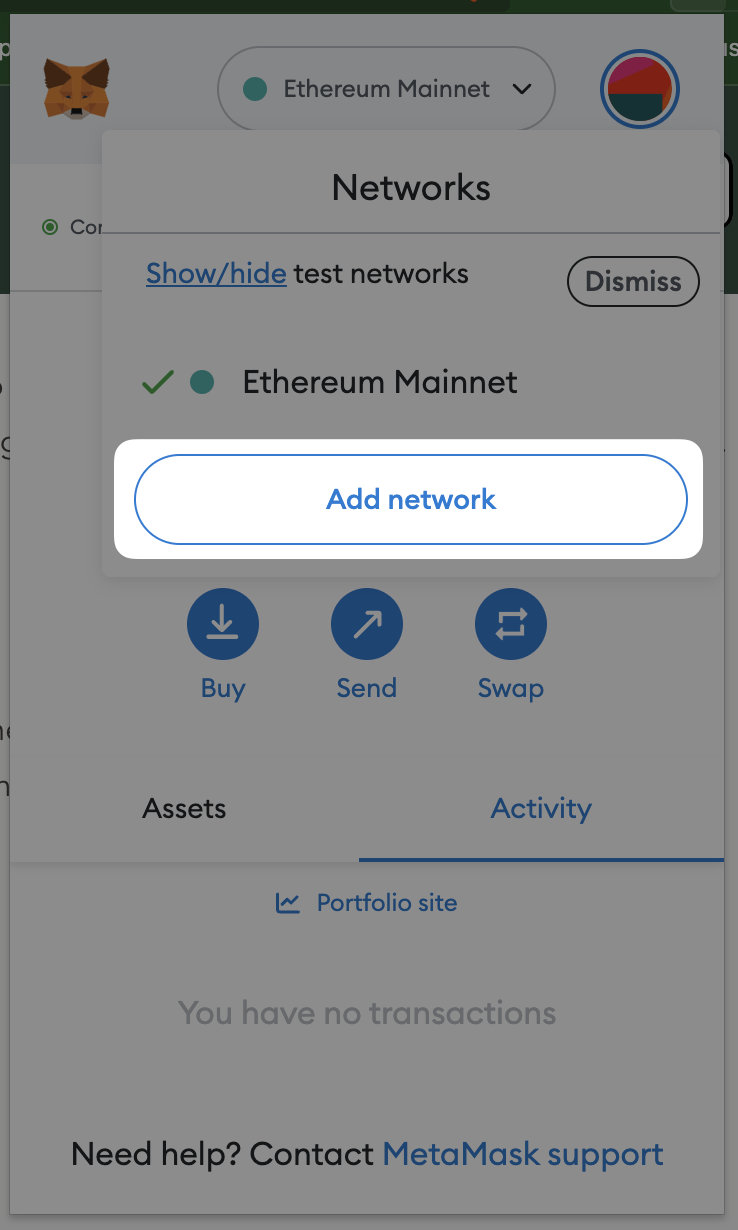 Ethereum Mainnet
Networks
Show/hide test networks
Dismiss
Ethereum Mainnet
Add network
Buy
Send
Swap
Assets
Activity
Portfolio site
You have no transactions
Need help? Contact MetaMask support